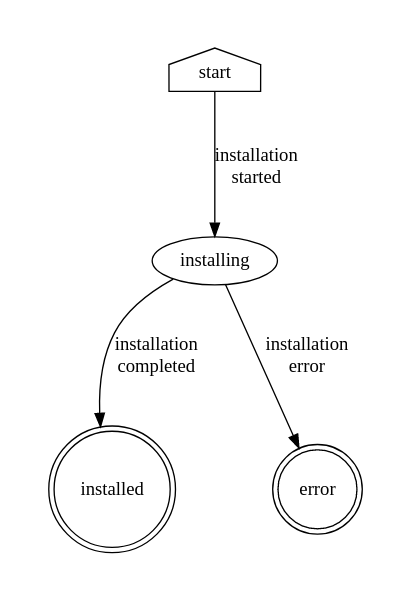 start
installation
started
installing
installation
completed
installation
error
installed
error